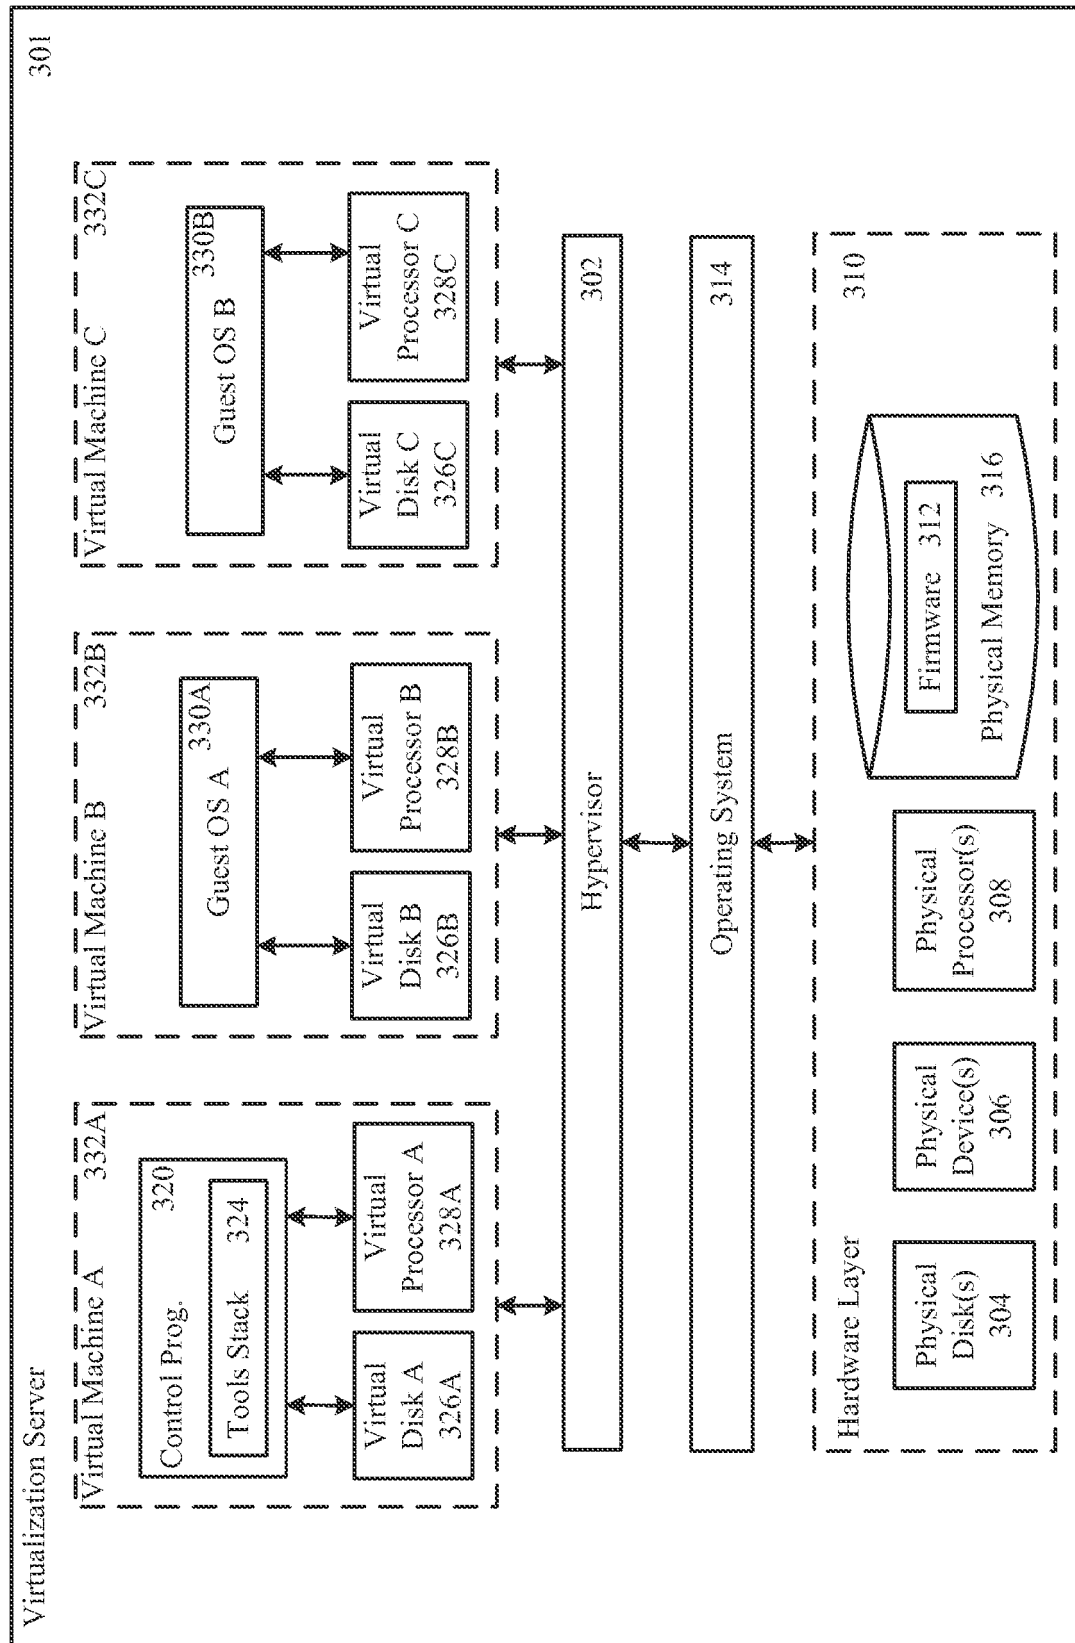 Virtualization Server
301
Virtual Machine A
332A
Control Prog.
320
Tools Stack
324
Virtual
Disk A
326A
Virtual
Processor A
328A
Virtual Machine B
332B
330A
Guest OS A
Virtual
Disk B
326B
Virtual
Processor B
328B
Virtual Machine C
332C
330B
Guest OS B
Virtual
Disk C
326C
Virtual
Processor C
328C
Hypervisor
302
Operating System
314
Hardware Layer
310
Physical
Disk(s)
304
Physical
Device(s)
306
Physical
Processor(s)
308
Firmware 312
Physical Memory 316